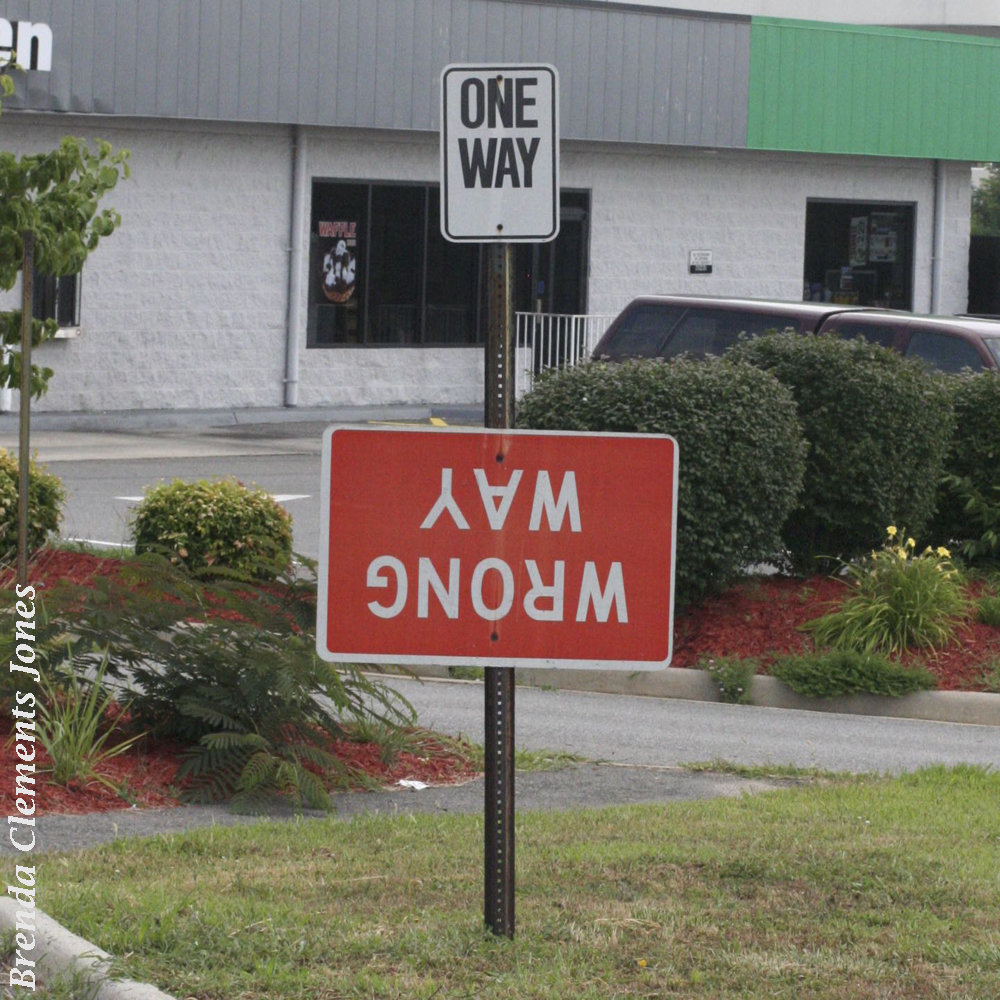 en
ONE
WAY
WAFFLE
WRONG
WAY
Brenda Clements Jones